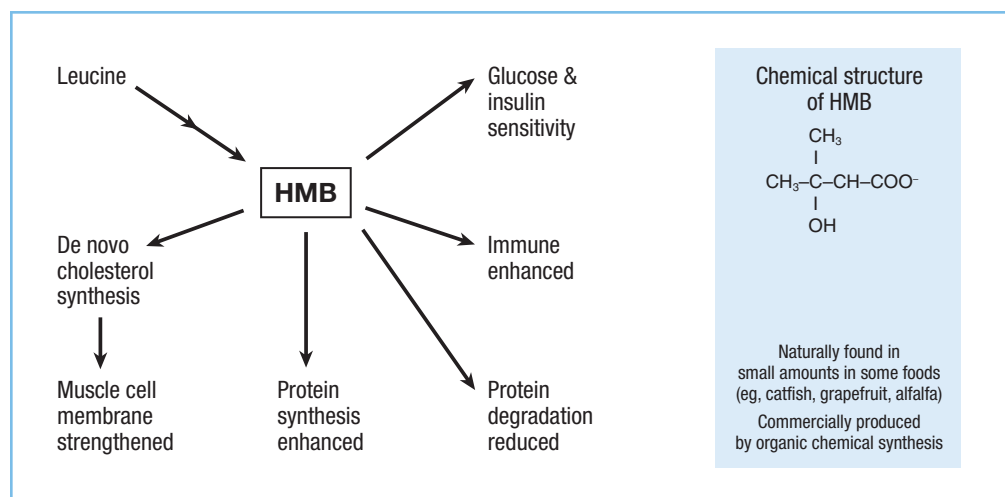 Leucine
Glucose &
insulin
sensitivity
HMB
De novo
cholesterol
synthesis
Immune
enhanced
Muscle cell
membrane
strengthened
Protein
synthesis
enhanced
Protein
degradation
reduced
Chemical structure
of HMB
CH₃
CH₃–C–CH–COO⁻
OH
Naturally found in
small amounts in some foods
(eg, catfish, grapefruit, alfalfa)
Commercially produced
by organic chemical synthesis